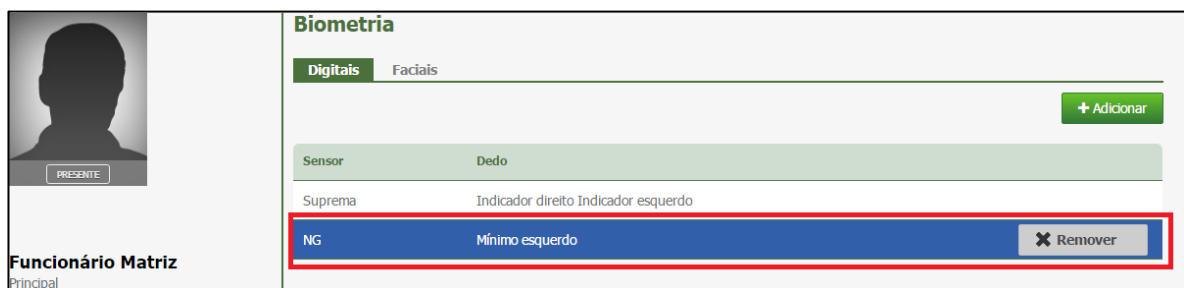 Biometria
Digitais Faciais
+ Adicionar
PRESENTE
Sensor Dedo
Suprema Indicador direito Indicador esquerdo
NG Mínimo esquerdo Remover
Funcionário Matriz
Principal